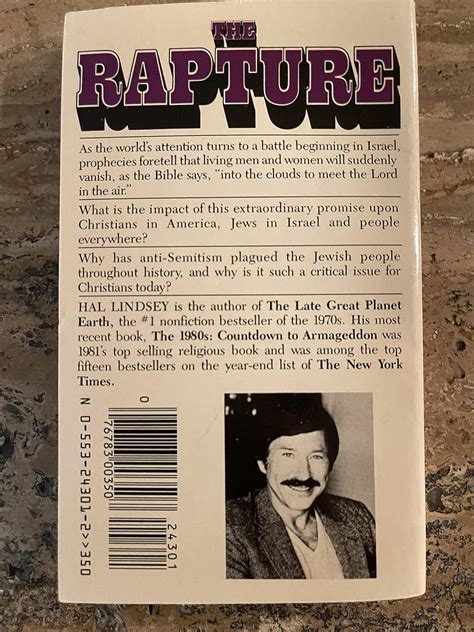 THE
RAPTURE
As the world's attention turns to a battle beginning in Israel,
prophecies foretell that living men and women will suddenly
vanish, as the Bible says, "into the clouds to meet the Lord
in the air."
What is the impact of this extraordinary promise upon
Christians in America, Jews in Israel and people
everywhere?
Why has anti-Semitism plagued the Jewish people
throughout history, and why is it such a critical issue for
Christians today?
HAL LINDSEY is the author of The Late Great Planet
Earth, the #1 nonfiction bestseller of the 1970s. His most
recent book, The 1980s: Countdown to Armageddon was
1981's top selling religious book and was among the top
fifteen bestsellers on the year-end list of The New York
Times.
0
76783 00350
24301
N 0-553-24301-2>>350